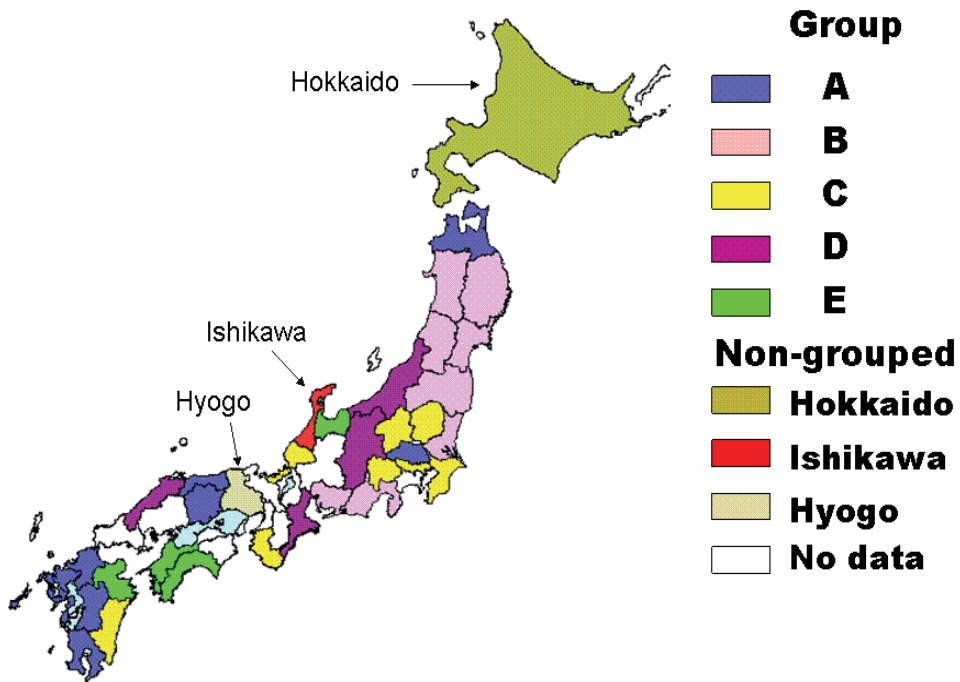 Group
A
B
C
D
E
Non-grouped
Hokkaido
Ishikawa
Hyogo
No data
Hokkaido
Ishikawa
Hyogo